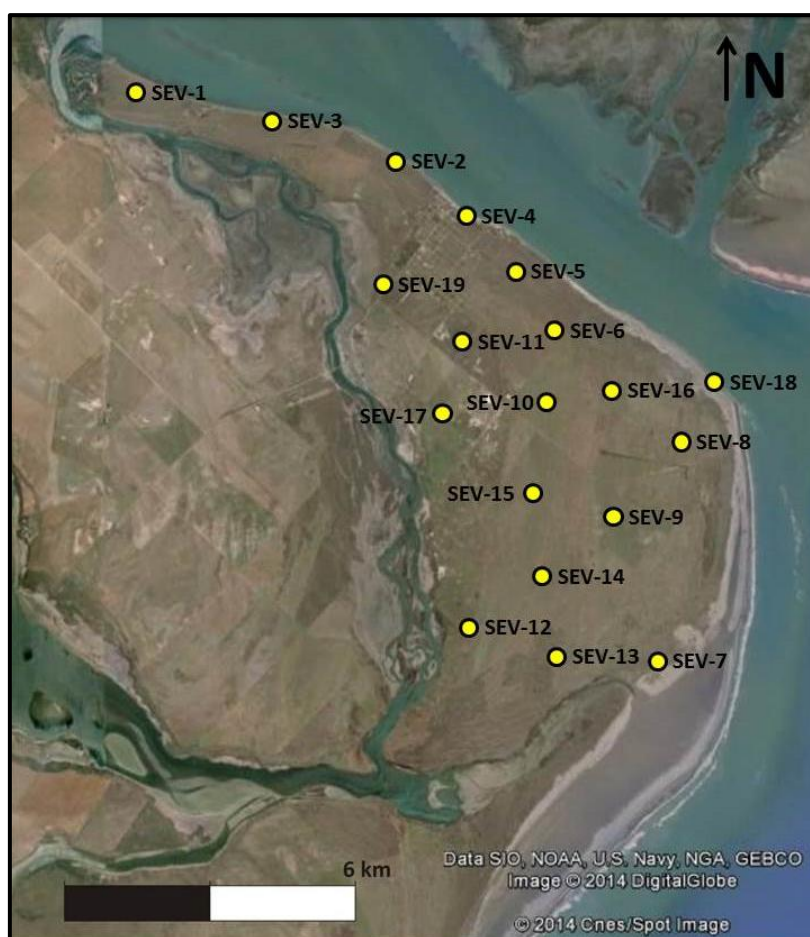 N
SEV-1
SEV-3
SEV-2
SEV-4
SEV-5
SEV-19
SEV-6
SEV-11
SEV-18
SEV-16
SEV-10
SEV-17
SEV-8
SEV-15
SEV-9
SEV-14
SEV-12
SEV-13
SEV-7
Data SIO, NOAA, U.S. Navy, NGA, GEBCO
Image © 2014 DigitalGlobe
6 km
© 2014 Cnes/Spot Image